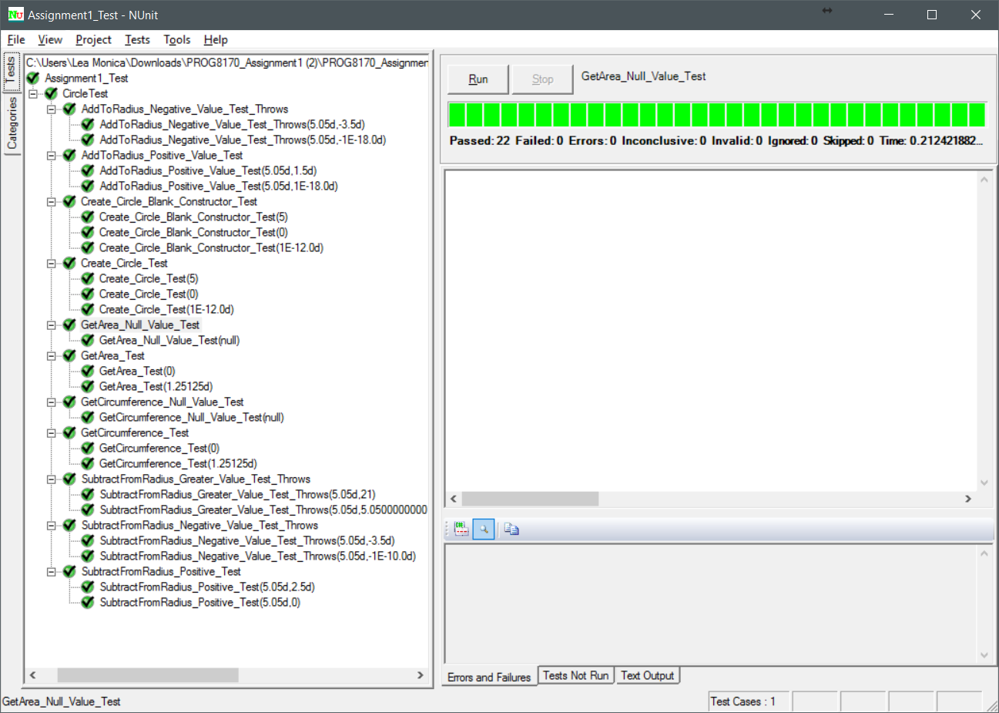 NU Assignment1_Test - NUnit
File View Project Tests Tools Help
Tests
Categories
C:\Users\Lea Monica\Downloads\PROG8170_Assignment1 (2)\PROG8170_Assignmen
Assignment1_Test
CircleTest
AddToRadius_Negative_Value_Test_Throws
AddToRadius_Negative_Value_Test_Throws(5.05d,-3.5d)
AddToRadius_Negative_Value_Test_Throws(5.05d,-1E-18.0d)
AddToRadius_Positive_Value_Test
AddToRadius_Positive_Value_Test(5.05d,1.5d)
AddToRadius_Positive_Value_Test(5.05d,1E-18.0d)
Create_Circle_Blank_Constructor_Test
Create_Circle_Blank_Constructor_Test(5)
Create_Circle_Blank_Constructor_Test(0)
Create_Circle_Blank_Constructor_Test(1E-12.0d)
Create_Circle_Test
Create_Circle_Test(5)
Create_Circle_Test(0)
Create_Circle_Test(1E-12.0d)
GetArea_Null_Value_Test
GetArea_Null_Value_Test(null)
GetArea_Test
GetArea_Test(0)
GetArea_Test(1.25125d)
GetCircumference_Null_Value_Test
GetCircumference_Null_Value_Test(null)
GetCircumference_Test
GetCircumference_Test(0)
GetCircumference_Test(1.25125d)
SubtractFromRadius_Greater_Value_Test_Throws
SubtractFromRadius_Greater_Value_Test_Throws(5.05d,21)
SubtractFromRadius_Greater_Value_Test_Throws(5.05d,5.0500000000
SubtractFromRadius_Negative_Value_Test_Throws
SubtractFromRadius_Negative_Value_Test_Throws(5.05d,-3.5d)
SubtractFromRadius_Negative_Value_Test_Throws(5.05d,-1E-10.0d)
SubtractFromRadius_Positive_Test
SubtractFromRadius_Positive_Test(5.05d,2.5d)
SubtractFromRadius_Positive_Test(5.05d,0)
Run Stop GetArea_Null_Value_Test
Passed: 22 Failed: 0 Errors: 0 Inconclusive: 0 Invalid: 0 Ignored: 0 Skipped: 0 Time: 0.212421882...
Errors and Failures Tests Not Run Text Output
GetArea_Null_Value_Test Test Cases : 1